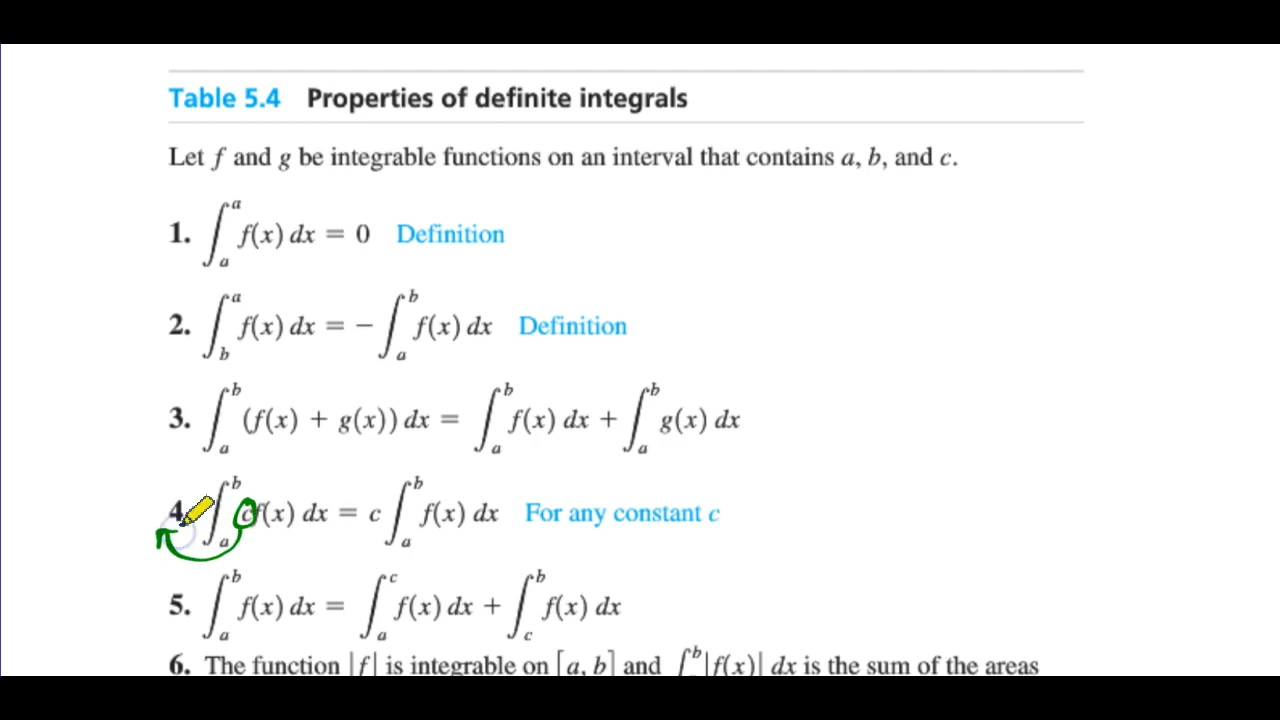 Table 5.4 Properties of definite integrals
Let f and g be integrable functions on an interval that contains a, b, and c.
1. ∫_a^a f(x) dx = 0 Definition
2. ∫_b^a f(x) dx = − ∫_a^b f(x) dx Definition
3. ∫_a^b (f(x) + g(x)) dx = ∫_a^b f(x) dx + ∫_a^b g(x) dx
4. ∫_a^b cf(x) dx = c ∫_a^b f(x) dx For any constant c
5. ∫_a^b f(x) dx = ∫_a^c f(x) dx + ∫_c^b f(x) dx
6. The function |f| is integrable on [a, b] and ∫^b |f(x)| dx is the sum of the areas